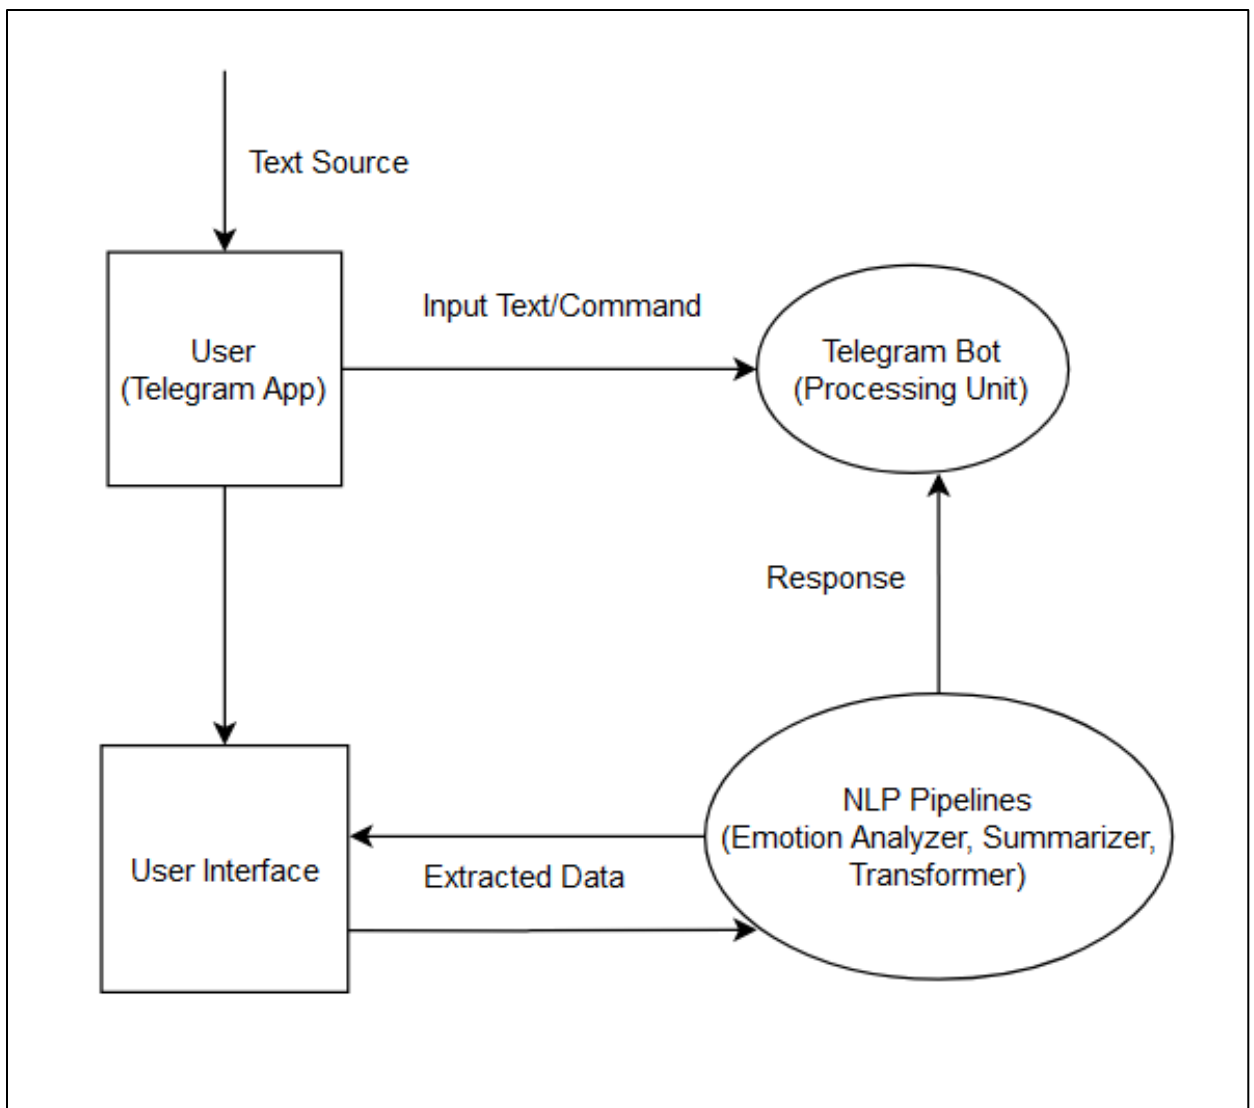 Text Source
Input Text/Command
User
(Telegram App)
Telegram Bot
(Processing Unit)
Response
NLP Pipelines
(Emotion Analyzer, Summarizer,
Transformer)
User Interface
Extracted Data